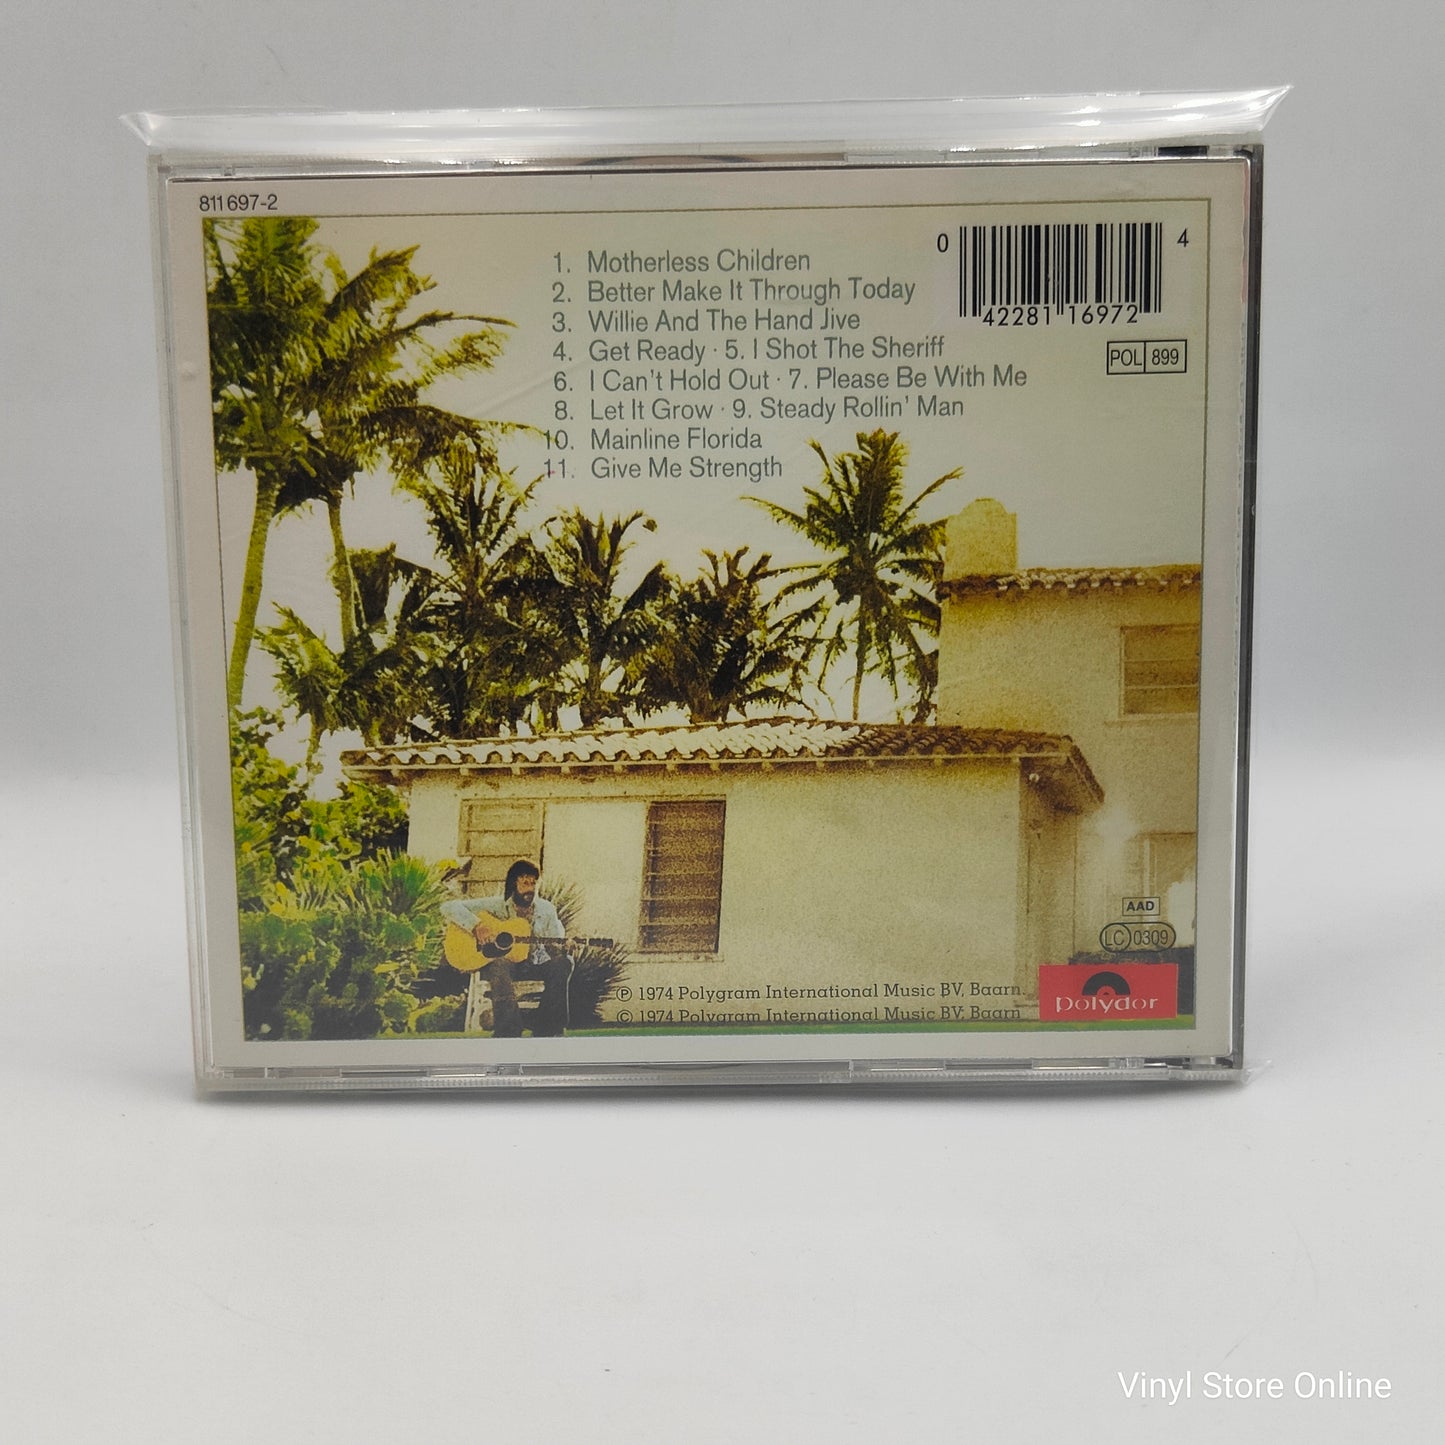 811 697-2
1. Motherless Children
2. Better Make It Through Today
3. Willie And The Hand Jive
4. Get Ready · 5. I Shot The Sheriff
6. I Can't Hold Out · 7. Please Be With Me
8. Let It Grow · 9. Steady Rollin' Man
10. Mainline Florida
11. Give Me Strength
0 42281 16972 4
POL 899
AAD
LC 0309
℗ 1974 Polygram International Music BV, Baarn
© 1974 Polygram International Music BV, Baarn
Polydor
Vinyl Store Online